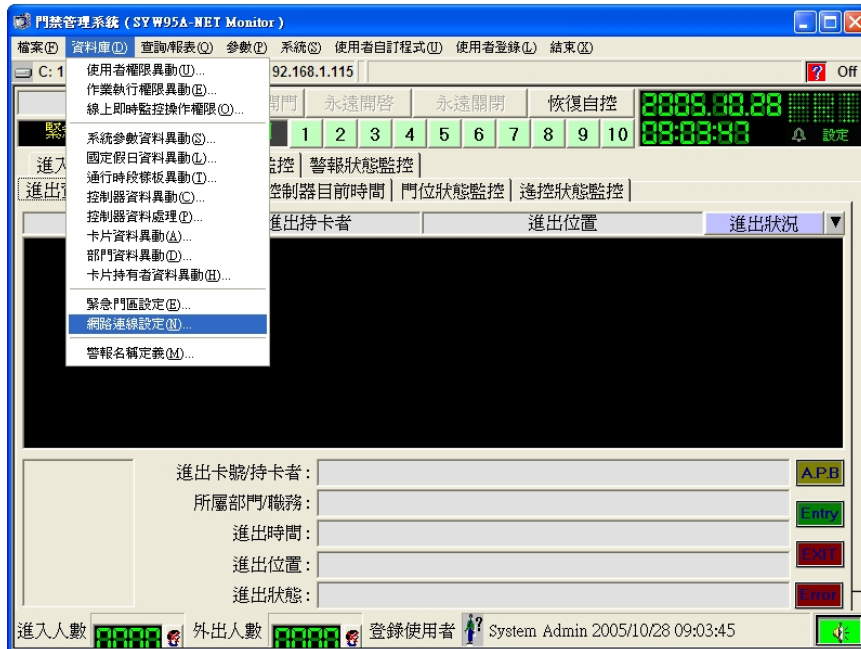 門禁管理系統 ( SYW95A-NET Monitor )
檔案(F) 資料庫(D) 查詢/報表(Q) 參數(P) 系統(S) 使用者自訂程式(U) 使用者登錄(L) 結束(X)
C: 1 92.168.1.115 Off
使用者權限異動(U)...
作業執行權限異動(E)...
線上即時監控操作權限(O)...
系統參數資料異動(S)...
國定假日資料異動(L)...
通行時段樣板異動(T)...
控制器資料異動(C)...
控制器資料處理(P)...
卡片資料異動(A)...
部門資料異動(D)...
卡片持有者資料異動(H)...
緊急門區設定(E)...
網路連線設定(N)...
警報名稱定義(M)...
開門 永遠開啓 永遠關閉 恢復自控
緊 1 2 3 4 5 6 7 8 9 10 設定
進入 監控 警報狀態監控
進出 控制器目前時間 門位狀態監控 遙控狀態監控
進出持卡者 進出位置 進出狀況
進出卡號/持卡者 :
所屬部門/職務 :
進出時間 :
進出位置 :
進出狀態 :
A.P.B
Entry
EXIT
Error
進入人數 外出人數 登錄使用者 System Admin 2005/10/28 09:03:45